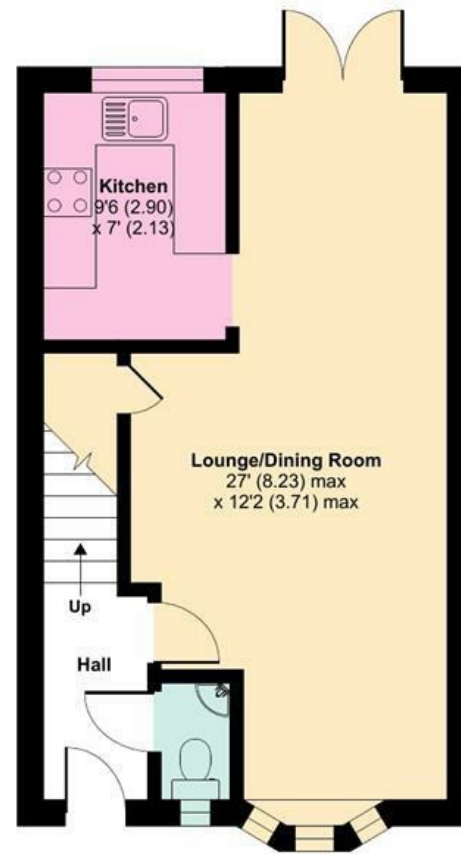 Kitchen
9'6 (2.90)
x 7' (2.13)
Lounge/Dining Room
27' (8.23) max
x 12'2 (3.71) max
Up
Hall